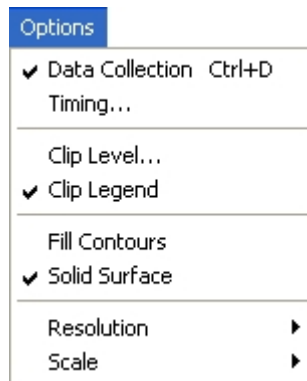 Options
Data Collection Ctrl+D
Timing...
Clip Level...
Clip Legend
Fill Contours
Solid Surface
Resolution
Scale